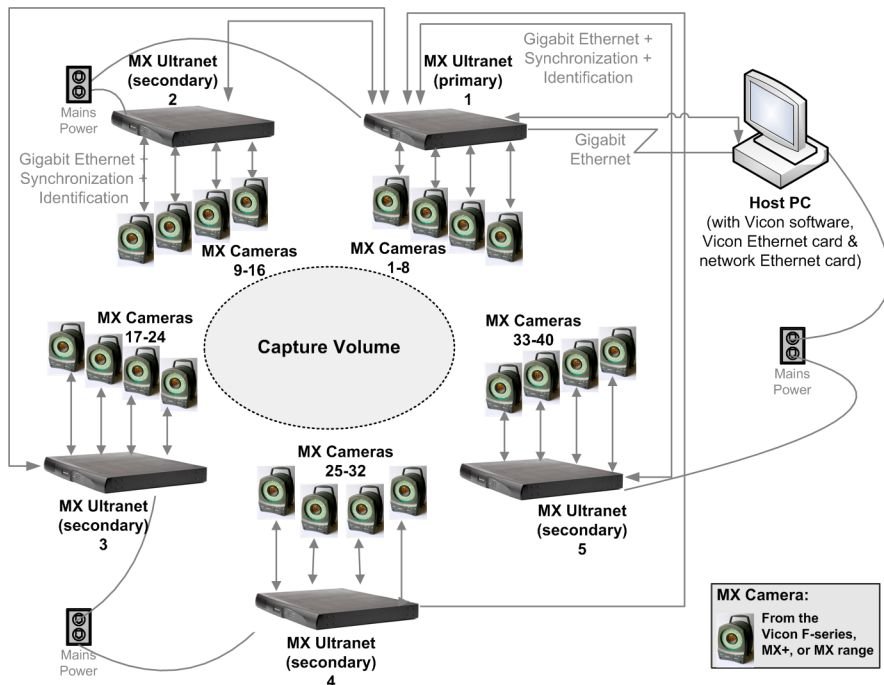 MX Ultranet
(secondary)
2
MX Ultranet
(primary)
1
Gigabit Ethernet +
Synchronization +
Identification
Mains
Power
Gigabit
Ethernet
Gigabit Ethernet +
Synchronization +
Identification
Host PC
(with Vicon software,
Vicon Ethernet card &
network Ethernet card)
MX Cameras
9-16
MX Cameras
1-8
MX Cameras
17-24
Capture Volume
MX Cameras
33-40
Mains
Power
MX Cameras
25-32
MX Ultranet
(secondary)
3
MX Ultranet
(secondary)
5
MX Ultranet
(secondary)
4
Mains
Power
MX Camera:
From the
Vicon F-series,
MX+, or MX range